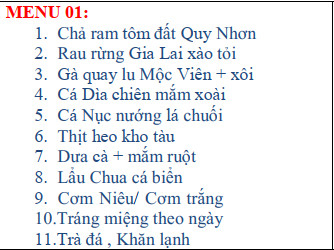 MENU 01:
1. Chả ram tôm đất Quy Nhơn
2. Rau rừng Gia Lai xào tỏi
3. Gà quay lu Mộc Viên + xôi
4. Cá Dìa chiên mắm xoài
5. Cá Nục nướng lá chuối
6. Thịt heo kho tàu
7. Dưa cà + mắm ruột
8. Lẩu Chua cá biển
9. Cơm Niêu/ Cơm trắng
10.Tráng miệng theo ngày
11.Trà đá , Khăn lạnh